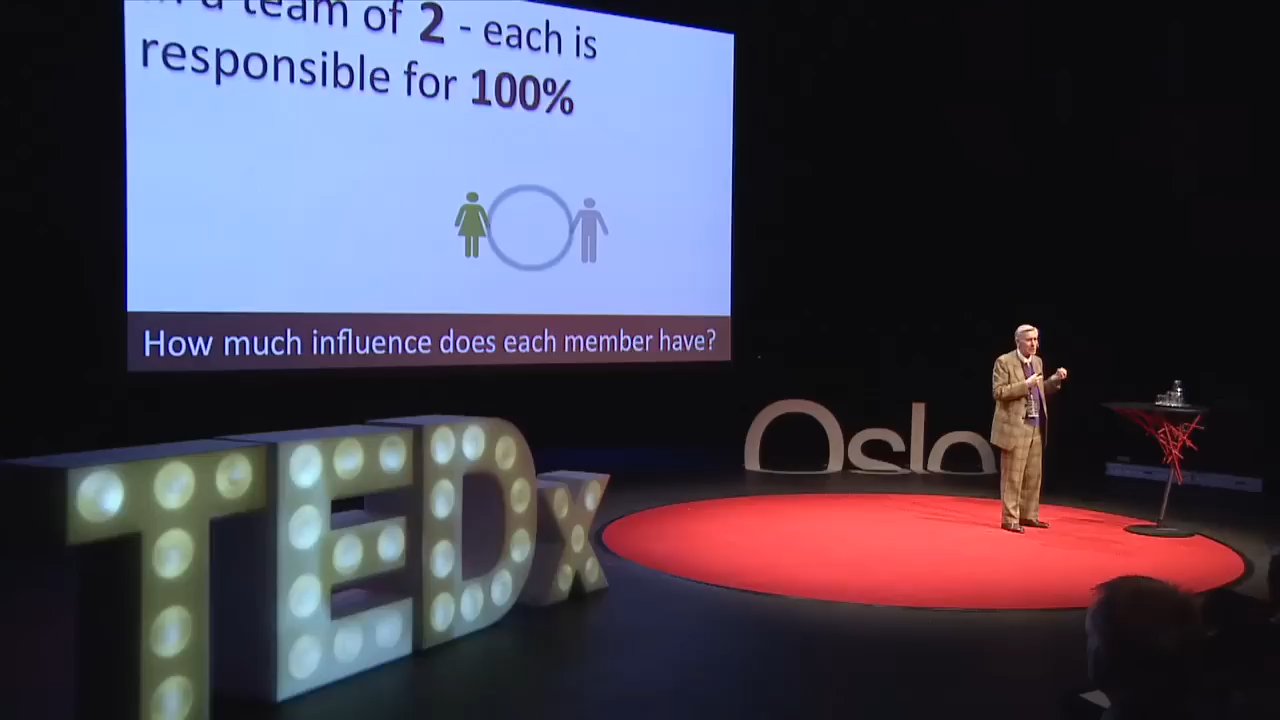 a team of 2 - each is
responsible for 100%
How much influence does each member have?
TEDx
Oslo